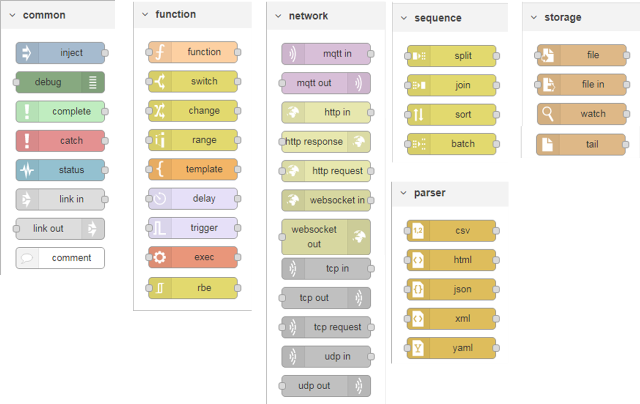 common
inject
debug
complete
catch
status
link in
link out
comment
function
function
switch
change
range
template
delay
trigger
exec
rbe
network
mqtt in
mqtt out
http in
http response
http request
websocket in
websocket
out
tcp in
tcp out
tcp request
udp in
udp out
sequence
split
join
sort
batch
parser
csv
html
json
xml
yaml
storage
file
file in
watch
tail